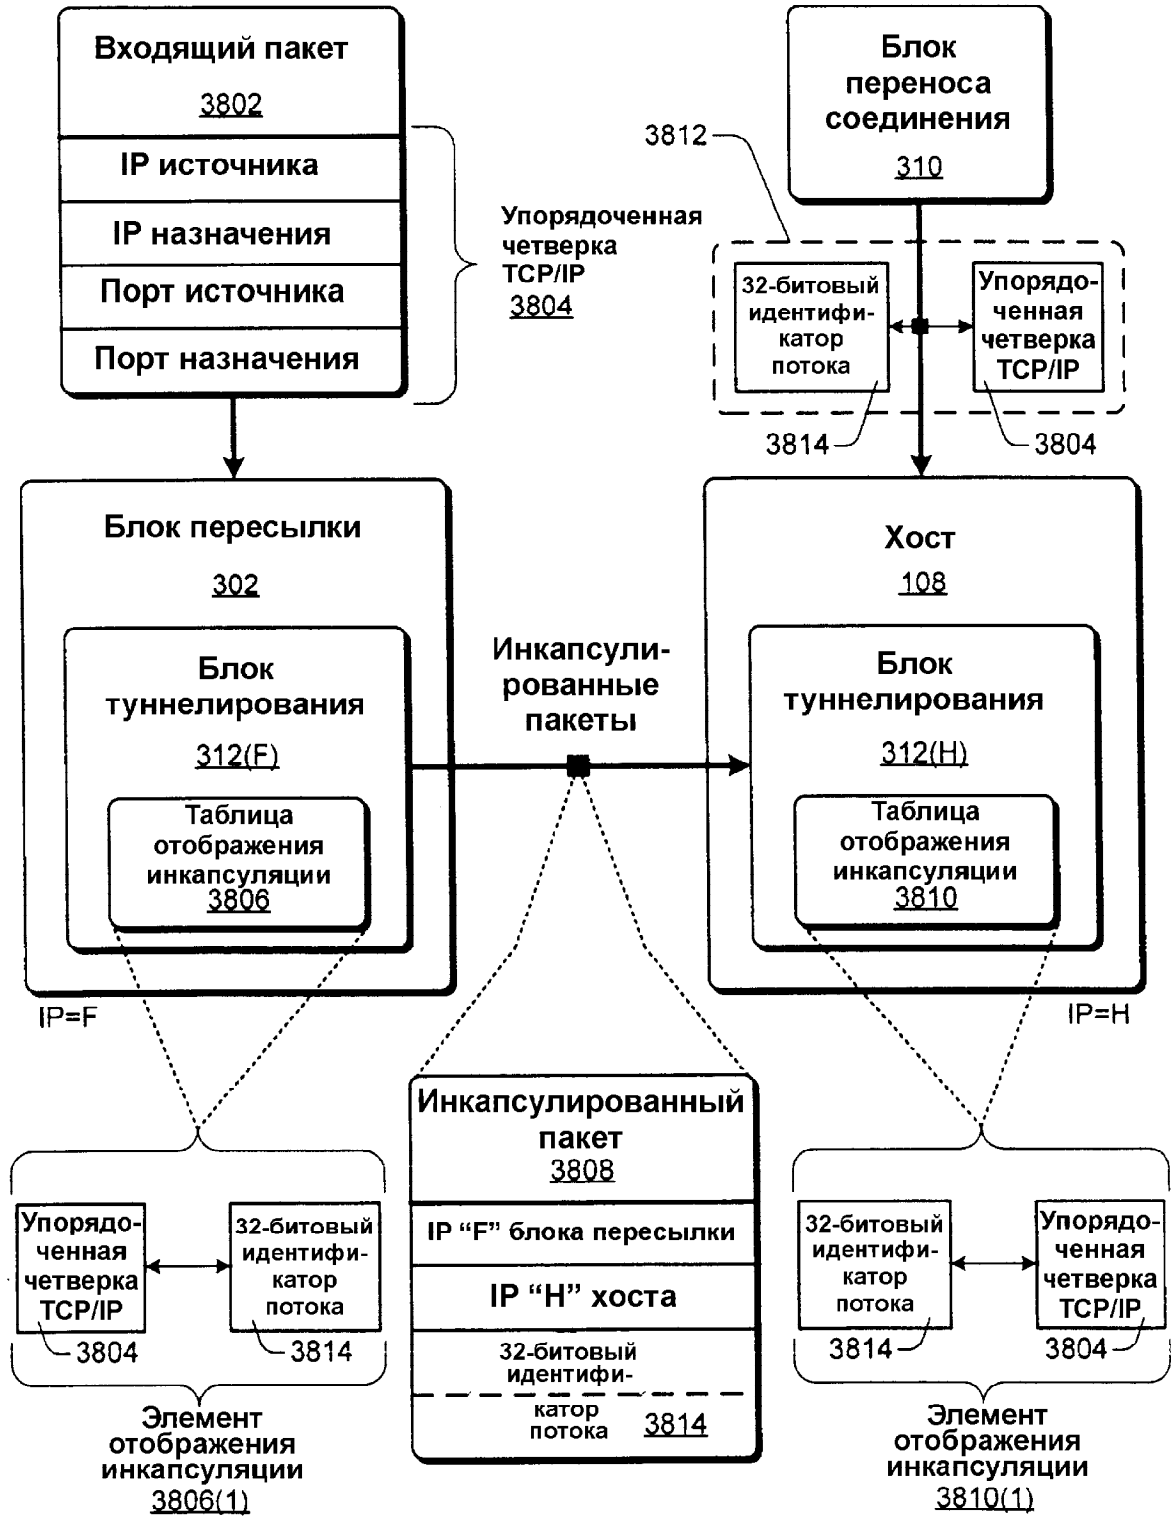 Входящий пакет
3802
IP источника
IP назначения
Порт источника
Порт назначения
Упорядоченная
четверка
TCP/IP
3804
Блок
переноса
соединения
310
3812
32-битовый
идентифи-
катор
потока
Упорядо-
ченная
четверка
TCP/IP
3814
3804
Блок пересылки
302
Блок
туннелирования
312(F)
Таблица
отображения
инкапсуляции
3806
IP=F
Инкапсули-
рованные
пакеты
Хост
108
Блок
туннелирования
312(H)
Таблица
отображения
инкапсуляции
3810
IP=H
Упорядо-
ченная
четверка
TCP/IP
3804
32-битовый
идентифи-
катор
потока
3814
Элемент
отображения
инкапсуляции
3806(1)
Инкапсулированный
пакет
3808
IP “F” блока пересылки
IP “H” хоста
32-битовый
идентифи-
катор
потока
3814
32-битовый
идентифи-
катор
потока
3814
Упорядо-
ченная
четверка
TCP/IP
3804
Элемент
отображения
инкапсуляции
3810(1)